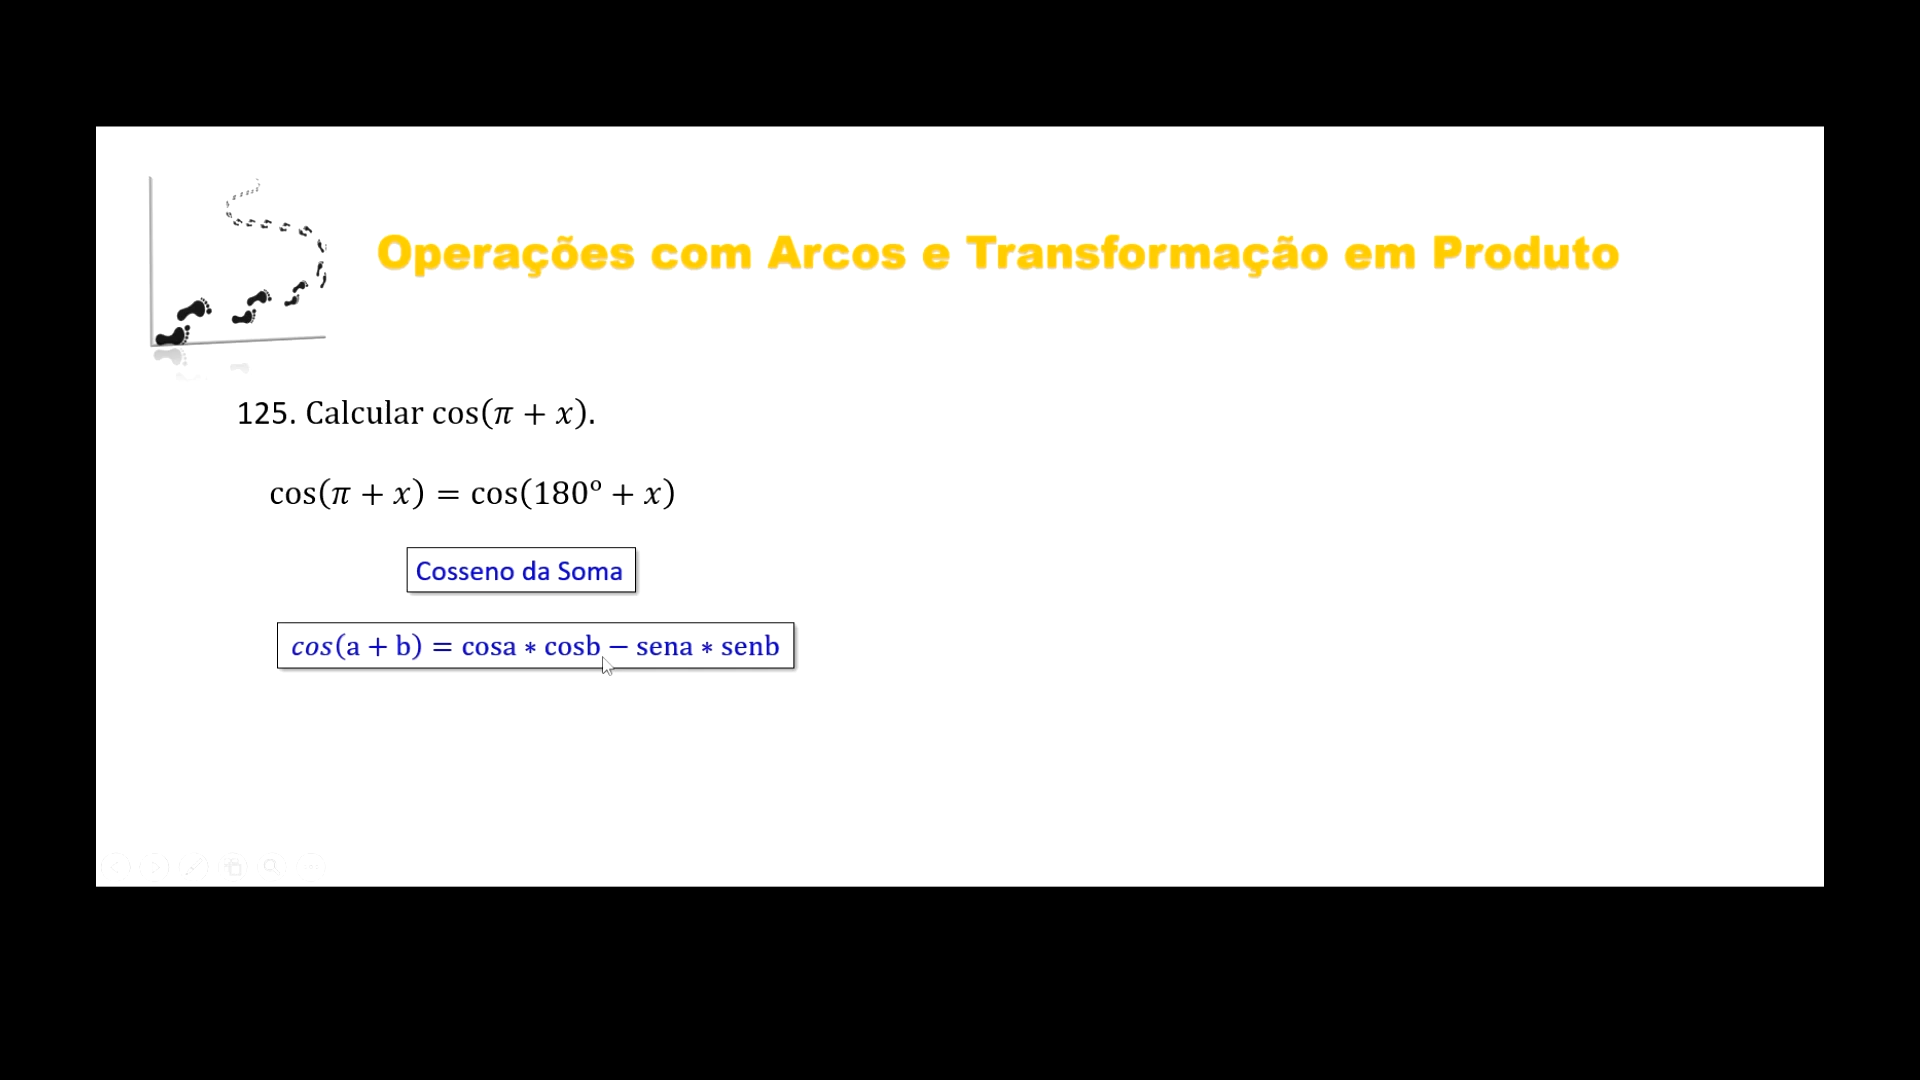 Operações com Arcos e Transformação em Produto
125. Calcular cos(π + x).
cos(π + x) = cos(180º + x)
Cosseno da Soma
cos(a + b) = cosa ∗ cosb − sena ∗ senb